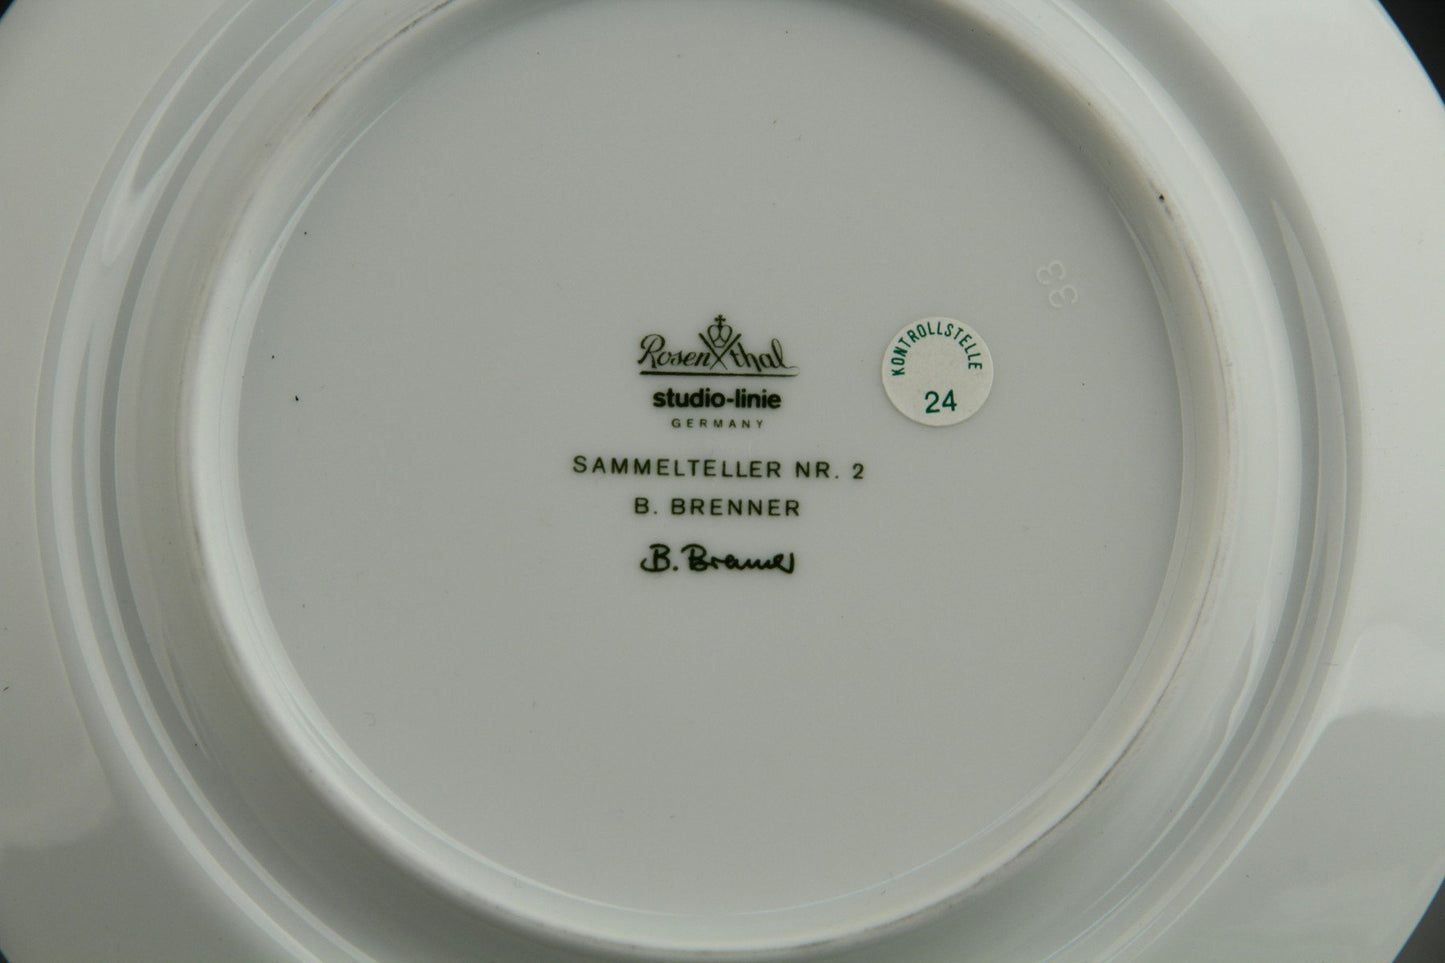 Rosenthal
studio-linie
GERMANY
SAMMELTELLER NR. 2
B. BRENNER
B. Brenner
KONTROLLSTELLE
24
33